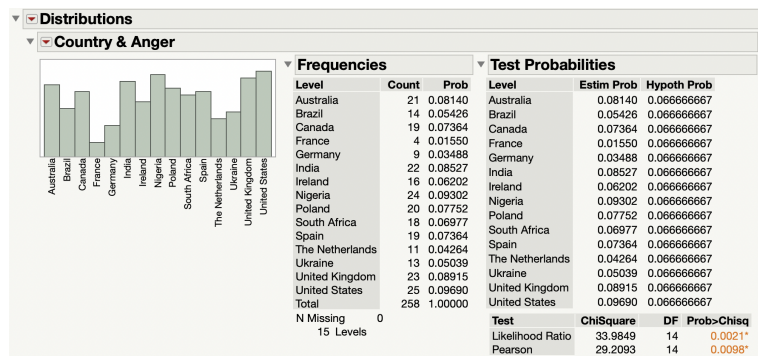 Distributions
Country & Anger
Australia
Brazil
Canada
France
Germany
India
Ireland
Nigeria
Poland
South Africa
Spain
The Netherlands
Ukraine
United Kingdom
United States
Frequencies
Level Count Prob
Australia 21 0.08140
Brazil 14 0.05426
Canada 19 0.07364
France 4 0.01550
Germany 9 0.03488
India 22 0.08527
Ireland 16 0.06202
Nigeria 24 0.09302
Poland 20 0.07752
South Africa 18 0.06977
Spain 19 0.07364
The Netherlands 11 0.04264
Ukraine 13 0.05039
United Kingdom 23 0.08915
United States 25 0.09690
Total 258 1.00000
N Missing 0
15 Levels
Test Probabilities
Level Estim Prob Hypoth Prob
Australia 0.08140 0.066666667
Brazil 0.05426 0.066666667
Canada 0.07364 0.066666667
France 0.01550 0.066666667
Germany 0.03488 0.066666667
India 0.08527 0.066666667
Ireland 0.06202 0.066666667
Nigeria 0.09302 0.066666667
Poland 0.07752 0.066666667
South Africa 0.06977 0.066666667
Spain 0.07364 0.066666667
The Netherlands 0.04264 0.066666667
Ukraine 0.05039 0.066666667
United Kingdom 0.08915 0.066666667
United States 0.09690 0.066666667
Test ChiSquare DF Prob>Chisq
Likelihood Ratio 33.9849 14 0.0021*
Pearson 29.2093 14 0.0098*